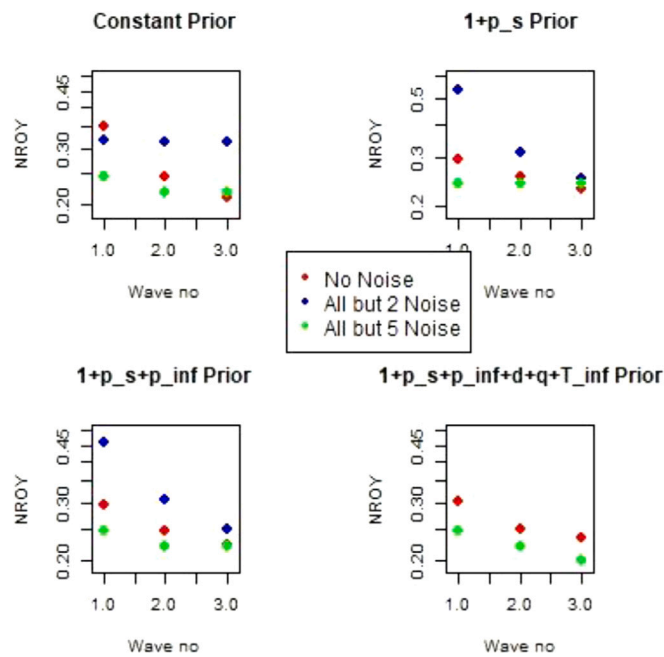 Constant Prior
NROY
0.20 0.30 0.45
1.0 2.0 3.0
Wave no
1+p_s Prior
NROY
0.2 0.3 0.5
1.0 2.0 3.0
Wave no
No Noise
All but 2 Noise
All but 5 Noise
1+p_s+p_inf Prior
NROY
0.20 0.30 0.45
1.0 2.0 3.0
Wave no
1+p_s+p_inf+d+q+T_inf Prior
NROY
0.20 0.30 0.45
1.0 2.0 3.0
Wave no